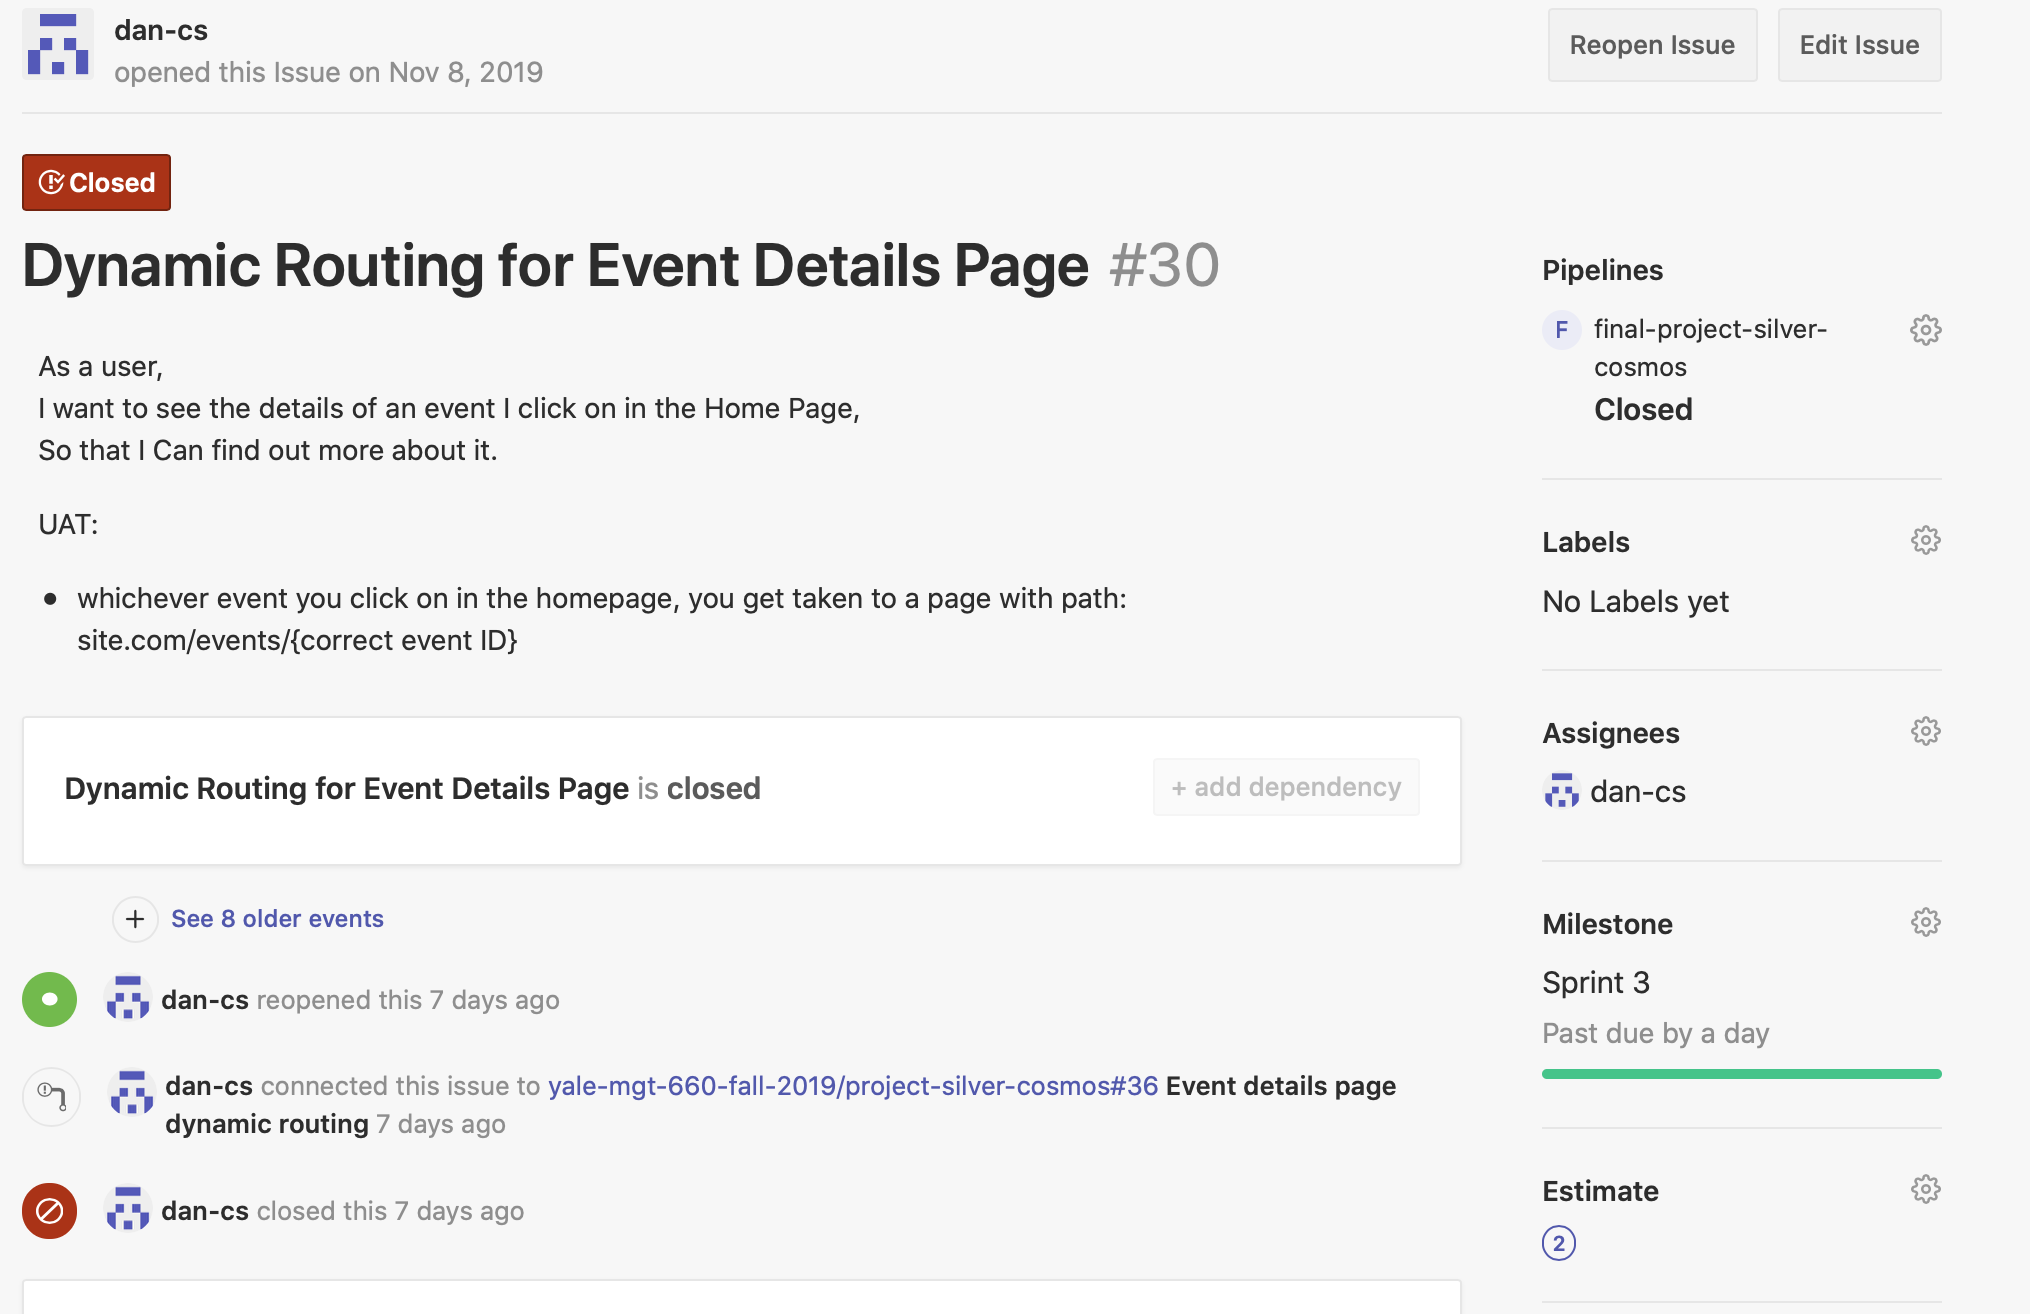 dan-cs
opened this Issue on Nov 8, 2019
Reopen Issue
Edit Issue
Closed
Dynamic Routing for Event Details Page #30
As a user,
I want to see the details of an event I click on in the Home Page,
So that I Can find out more about it.
UAT:
whichever event you click on in the homepage, you get taken to a page with path:
site.com/events/{correct event ID}
Dynamic Routing for Event Details Page is closed
+ add dependency
See 8 older events
dan-cs reopened this 7 days ago
dan-cs connected this issue to yale-mgt-660-fall-2019/project-silver-cosmos#36 Event details page
dynamic routing 7 days ago
dan-cs closed this 7 days ago
Pipelines
F
final-project-silver-
cosmos
Closed
Labels
No Labels yet
Assignees
dan-cs
Milestone
Sprint 3
Past due by a day
Estimate
2